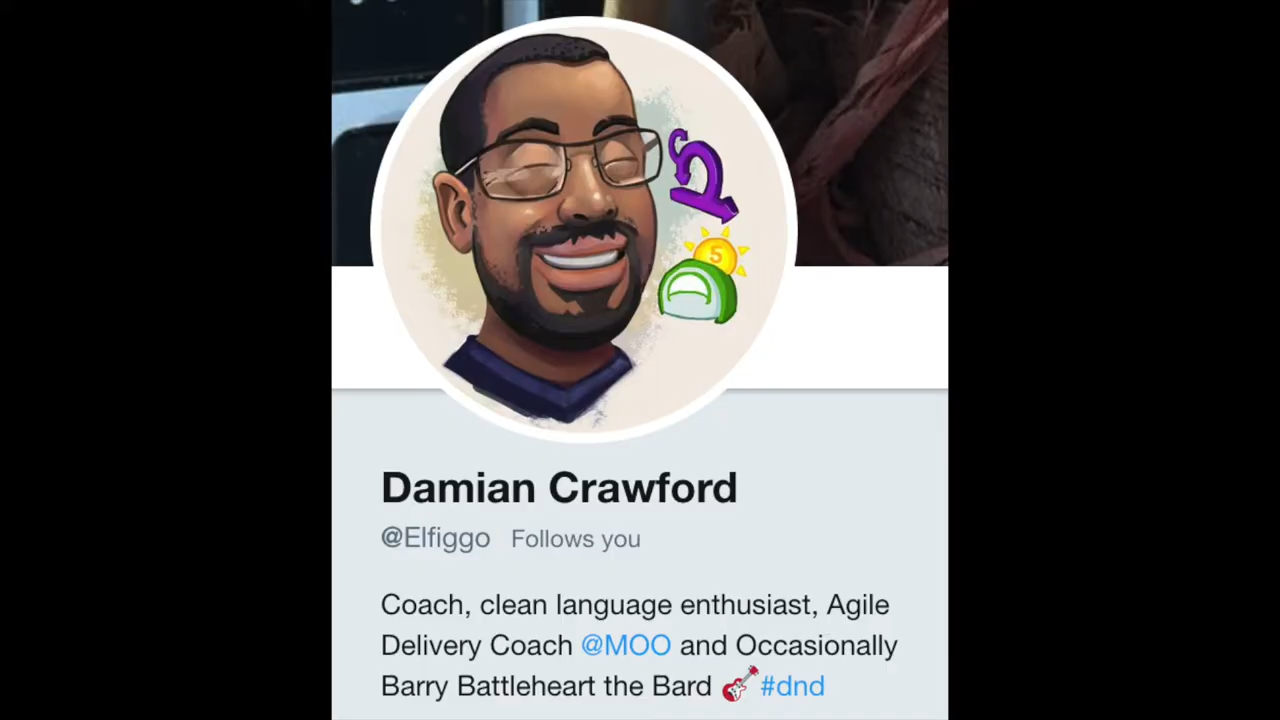 5
Damian Crawford
@Elfiggo Follows you
Coach, clean language enthusiast, Agile
Delivery Coach @MOO and Occasionally
Barry Battleheart the Bard 🎸#dnd